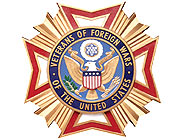 VETERANS OF FOREIGN WARS
OF THE UNITED STATES